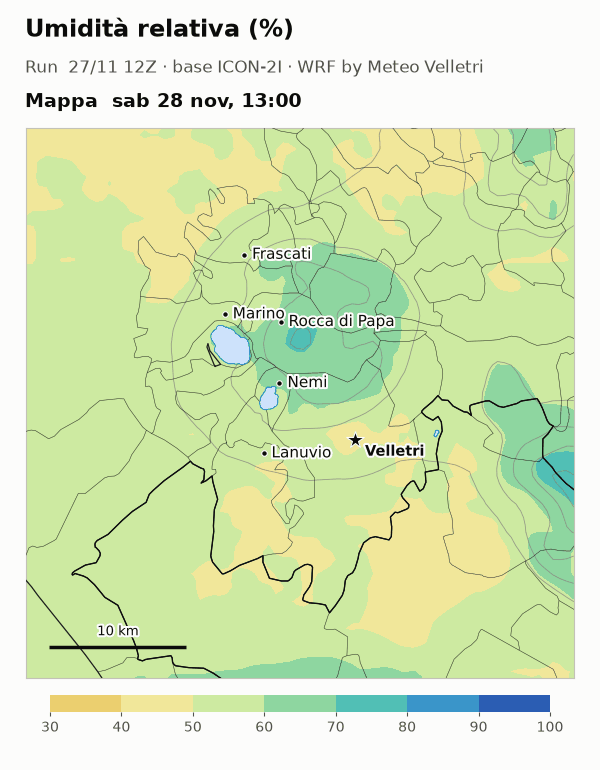 Umidità relativa (%)
Run  27/11 12Z · base ICON-2I · WRF by Meteo Velletri
Mappa  sab 28 nov, 13:00
Frascati
Marino
Rocca di Papa
Nemi
Velletri
Lanuvio
10 km
30 40 50 60 70 80 90 100